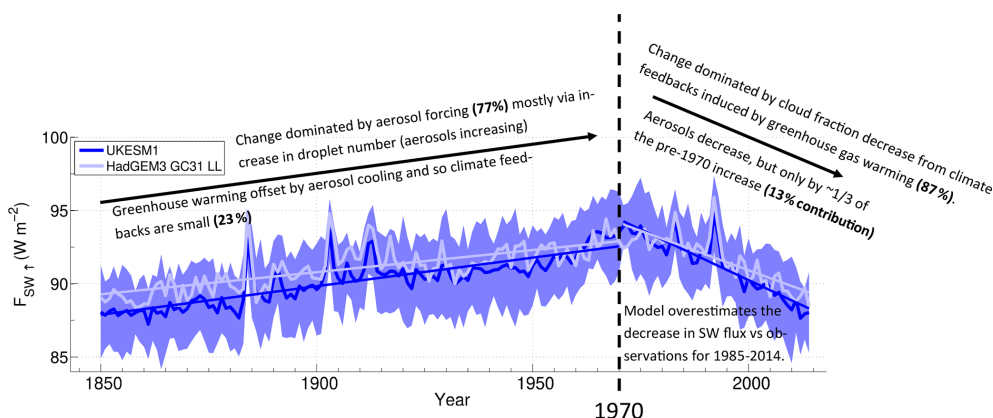 Change dominated by aerosol forcing (77%) mostly via in-
crease in droplet number (aerosols increasing)
Greenhouse warming offset by aerosol cooling and so climate feed-
backs are small (23 %)
Change dominated by cloud fraction decrease from climate
feedbacks induced by greenhouse gas warming (87 %).
Aerosols decrease, but only by ~1/3 of
the pre-1970 increase (13% contribution)
UKESM1
HadGEM3 GC31 LL
100
95
90
85
F SW ↑ (W m⁻²)
Model overestimates the
decrease in SW flux vs ob-
servations for 1985-2014.
1850
1900
1950
2000
Year
1970